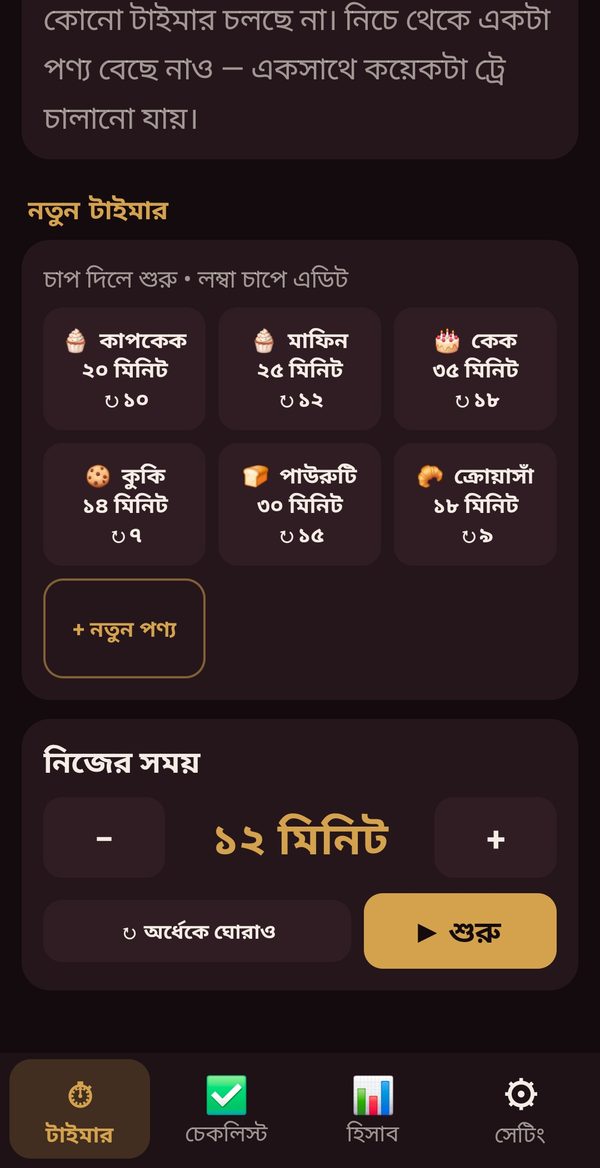 কোনো টাইমার চলছে না। নিচে থেকে একটা
পণ্য বেছে নাও — একসাথে কয়েকটা ট্রে
চালানো যায়।
নতুন টাইমার
চাপ দিলে শুরু • লম্বা চাপে এডিট
🧁 কাপকেক
২০ মিনিট
↻ ১০
🧁 মাফিন
২৫ মিনিট
↻ ১২
🎂 কেক
৩৫ মিনিট
↻ ১৮
🍪 কুকি
১৪ মিনিট
↻ ৭
🍞 পাউরুটি
৩০ মিনিট
↻ ১৫
🥐 ক্রোয়াসাঁ
১৮ মিনিট
↻ ৯
+ নতুন পণ্য
নিজের সময়
− ১২ মিনিট +
↻ অর্ধেকে ঘোরাও
▶ শুরু
টাইমার
চেকলিস্ট
হিসাব
সেটিং